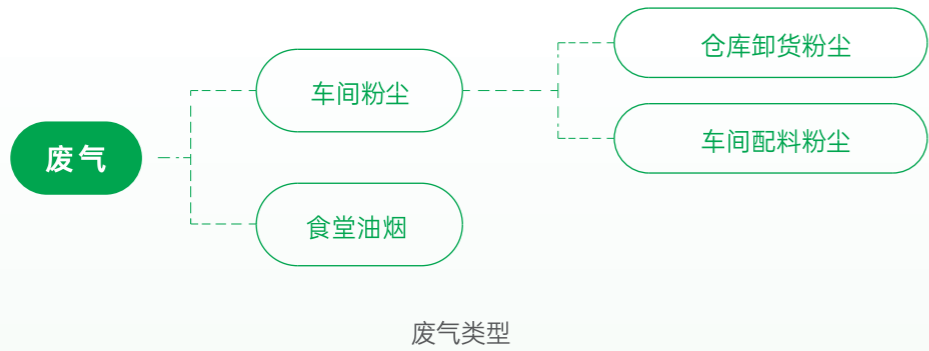 废气
车间粉尘
仓库卸货粉尘
车间配料粉尘
食堂油烟
废气类型